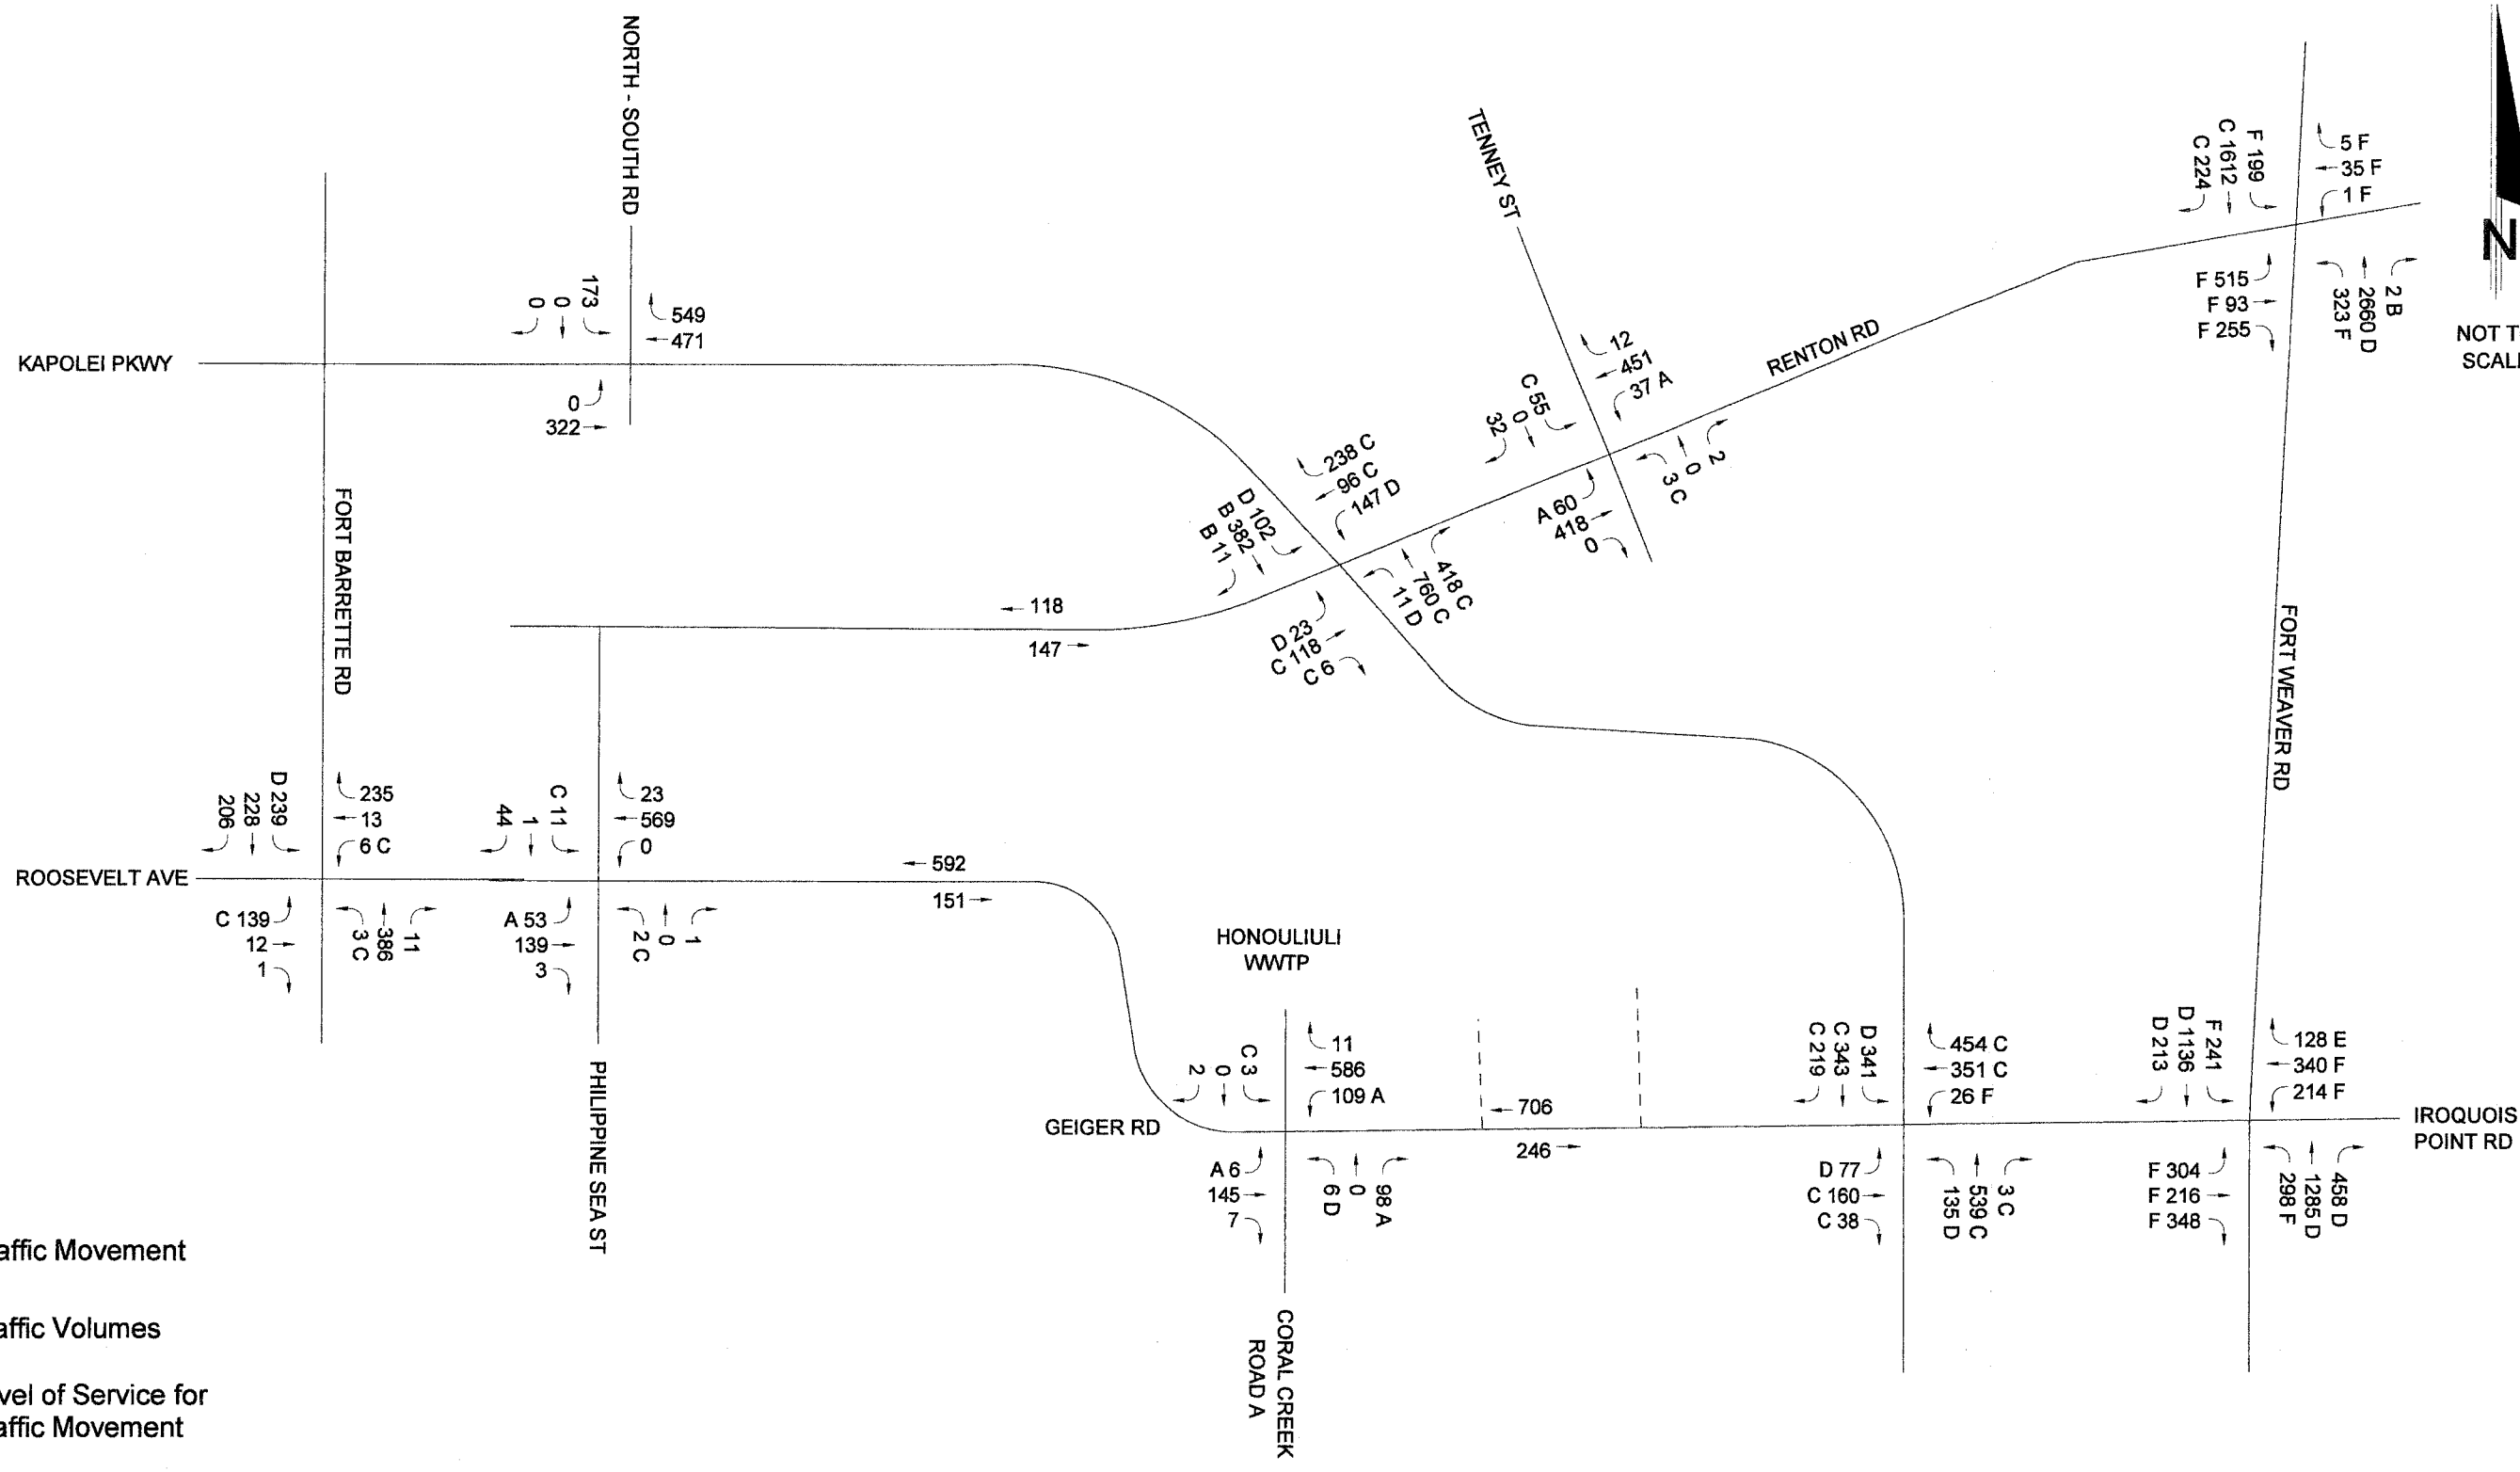 NORTH - SOUTH RD
TENNEY ST
5 F
35 F
1 F
F 199
C 1612
C 224
N
F 515
F 93
F 255
2 B
2660 D
323 F
NOT
173
0
0
549
471
KAPOLEI PKWY
0
322
RENTON RD
12
451
37 A
C 55
0
32
2
0
3 C
A 60
418
0
238 C
96 C
147 D
D 102
B 382
B 11
418 C
760 C
11 D
D 23
C 118
C 6
118
147
FORT BARRETTE RD
FORT WEAVER RD
D 239
228
206
235
13
6 C
C 11
1
44
23
569
0
ROOSEVELT AVE
592
151
C 139
12
1
11
386
3 C
A 53
139
3
1
0
2 C
HONOULIULI
WWTP
C 3
0
2
11
586
109 A
D 341
C 343
C 219
454 C
351 C
26 F
F 241
D 1136
D 213
128 E
340 F
214 F
PHILIPPINE SEA ST
GEIGER RD
706
246
IROQUOIS
POINT RD
A 6
145
7
98 A
0
6 D
D 77
C 160
C 38
3 C
539 C
135 D
F 304
F 216
F 348
458 D
1285 D
298 F
CORAL CREEK
ROAD A
Movement
Volumes
of Service for
Movement